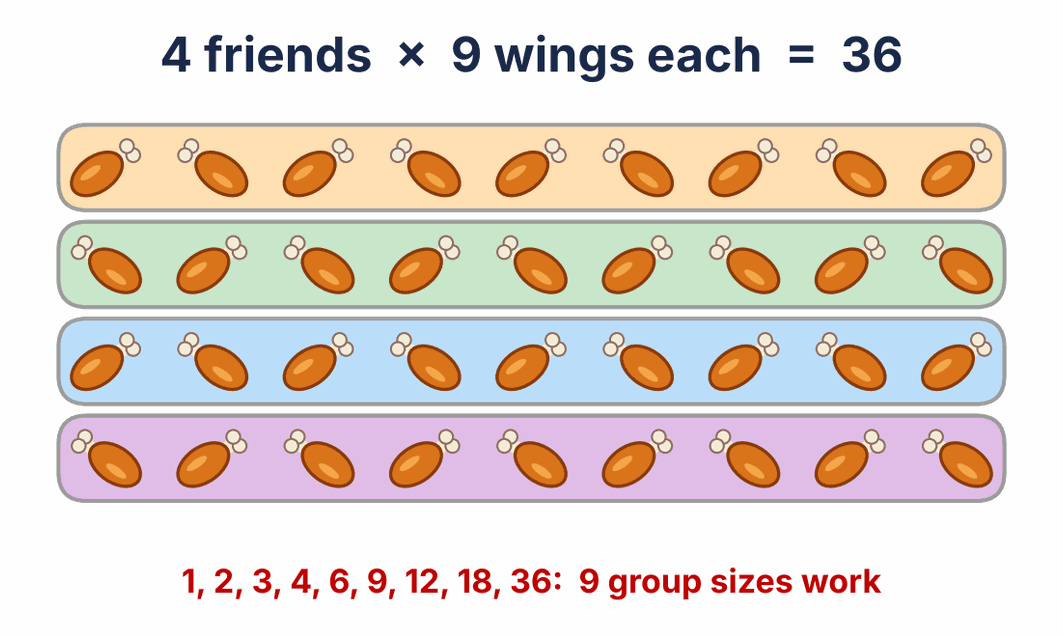 4 friends × 9 wings each = 36
1, 2, 3, 4, 6, 9, 12, 18, 36: 9 group sizes work